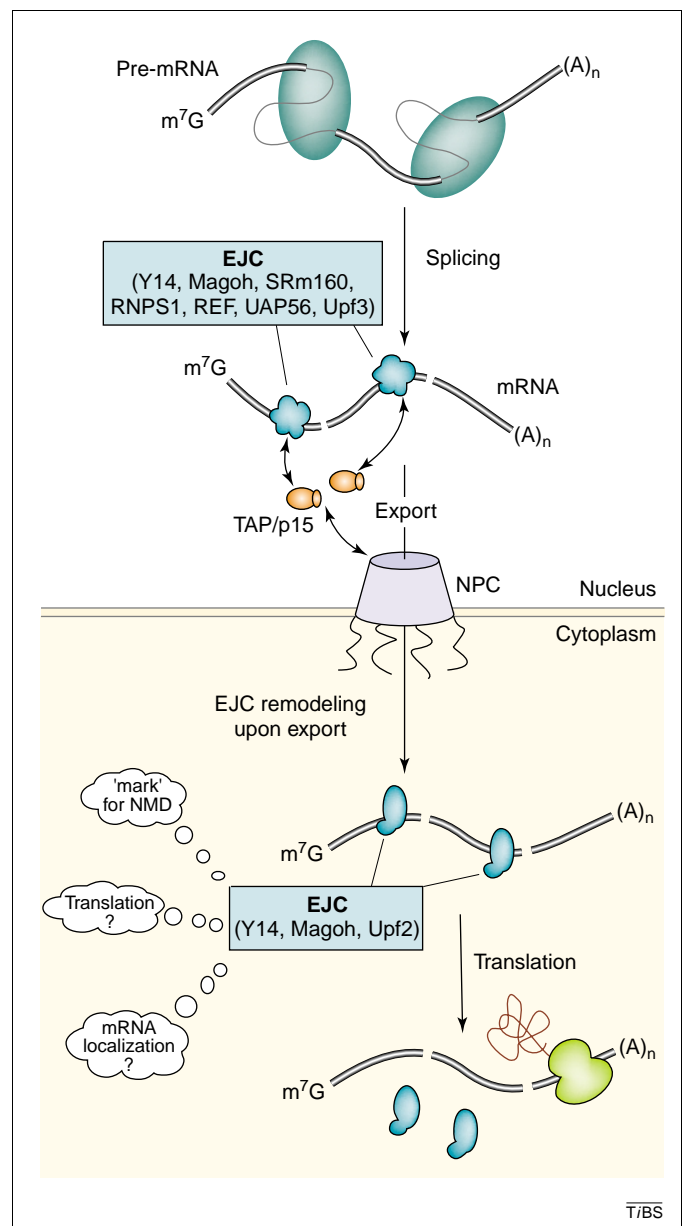 Pre-mRNA
(A)n
m⁷G
EJC
(Y14, Magoh, SRm160,
RNPS1, REF, UAP56, Upf3)
Splicing
m⁷G
mRNA
(A)n
TAP/p15
Export
NPC
Nucleus
Cytoplasm
EJC remodeling
upon export
'mark'
for NMD
(A)n
m⁷G
Translation
?
EJC
(Y14, Magoh, Upf2)
Translation
mRNA
localization
?
(A)n
m⁷G
TiBS